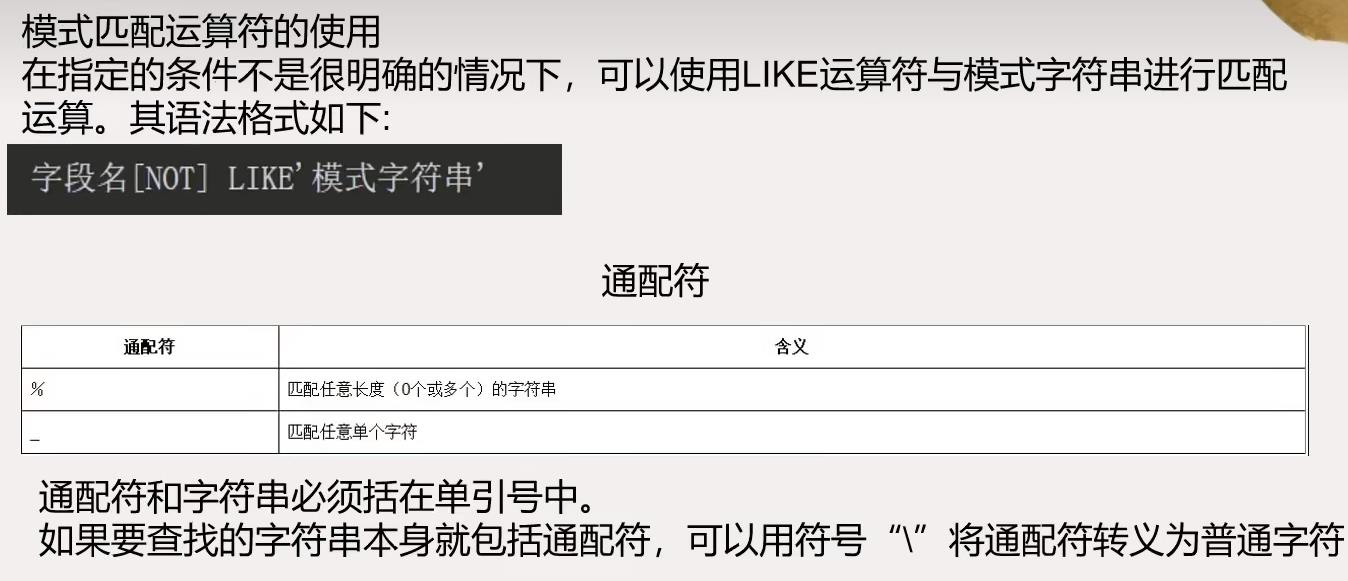 模式匹配运算符的使用
在指定的条件不是很明确的情况下，可以使用LIKE运算符与模式字符串进行匹配
运算。其语法格式如下:
字段名[NOT] LIKE’模式字符串’
通配符
通配符 含义
% 匹配任意长度（0个或多个）的字符串
_ 匹配任意单个字符
通配符和字符串必须括在单引号中。
如果要查找的字符串本身就包括通配符，可以用符号“\”将通配符转义为普通字符